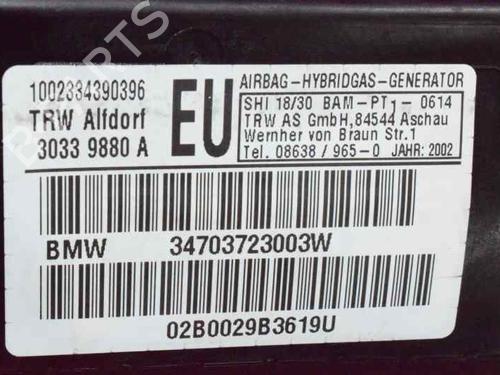 PARTS
1002334390396
TRW Alfdorf
3033 9880 A
EU
AIRBAG-HYBRIDGAS-GENERATOR
SHI 18/30 BAM-PT1- 0614
TRW AS GmbH,84544 Aschau
Wernher von Braun Str.1
Tel. 08638/965-0 JAHR: 2002
BMW 34703723003W
02B0029B3619U